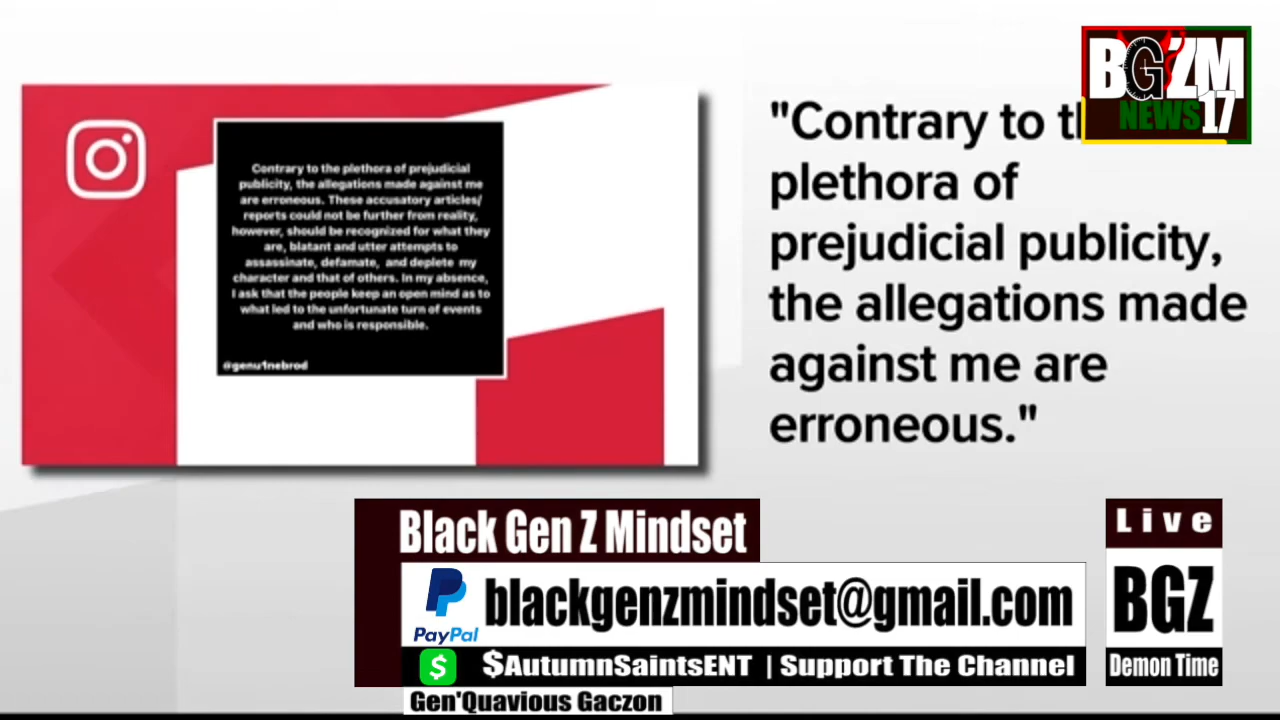 BG'ZM
NEWS 17
Contrary to the plethora of prejudicial
publicity, the allegations made against me
are erroneous. These accusatory articles/
reports could not be further from reality,
however, should be recognized for what they
are, blatant and utter attempts to
assassinate, defamate, and deplete my
character and that of others. In my absence,
I ask that the people keep an open mind as to
what led to the unfortunate turn of events
and who is responsible.
@genu1nebrod
"Contrary to
plethora of
prejudicial publicity,
the allegations made
against me are
erroneous."
Black Gen Z Mindset
PayPal
blackgenzmindset@gmail.com
$AutumnSaintsENT | Support The Channel
Gen'Quavious Gaczon
Live
BGZ
Demon Time